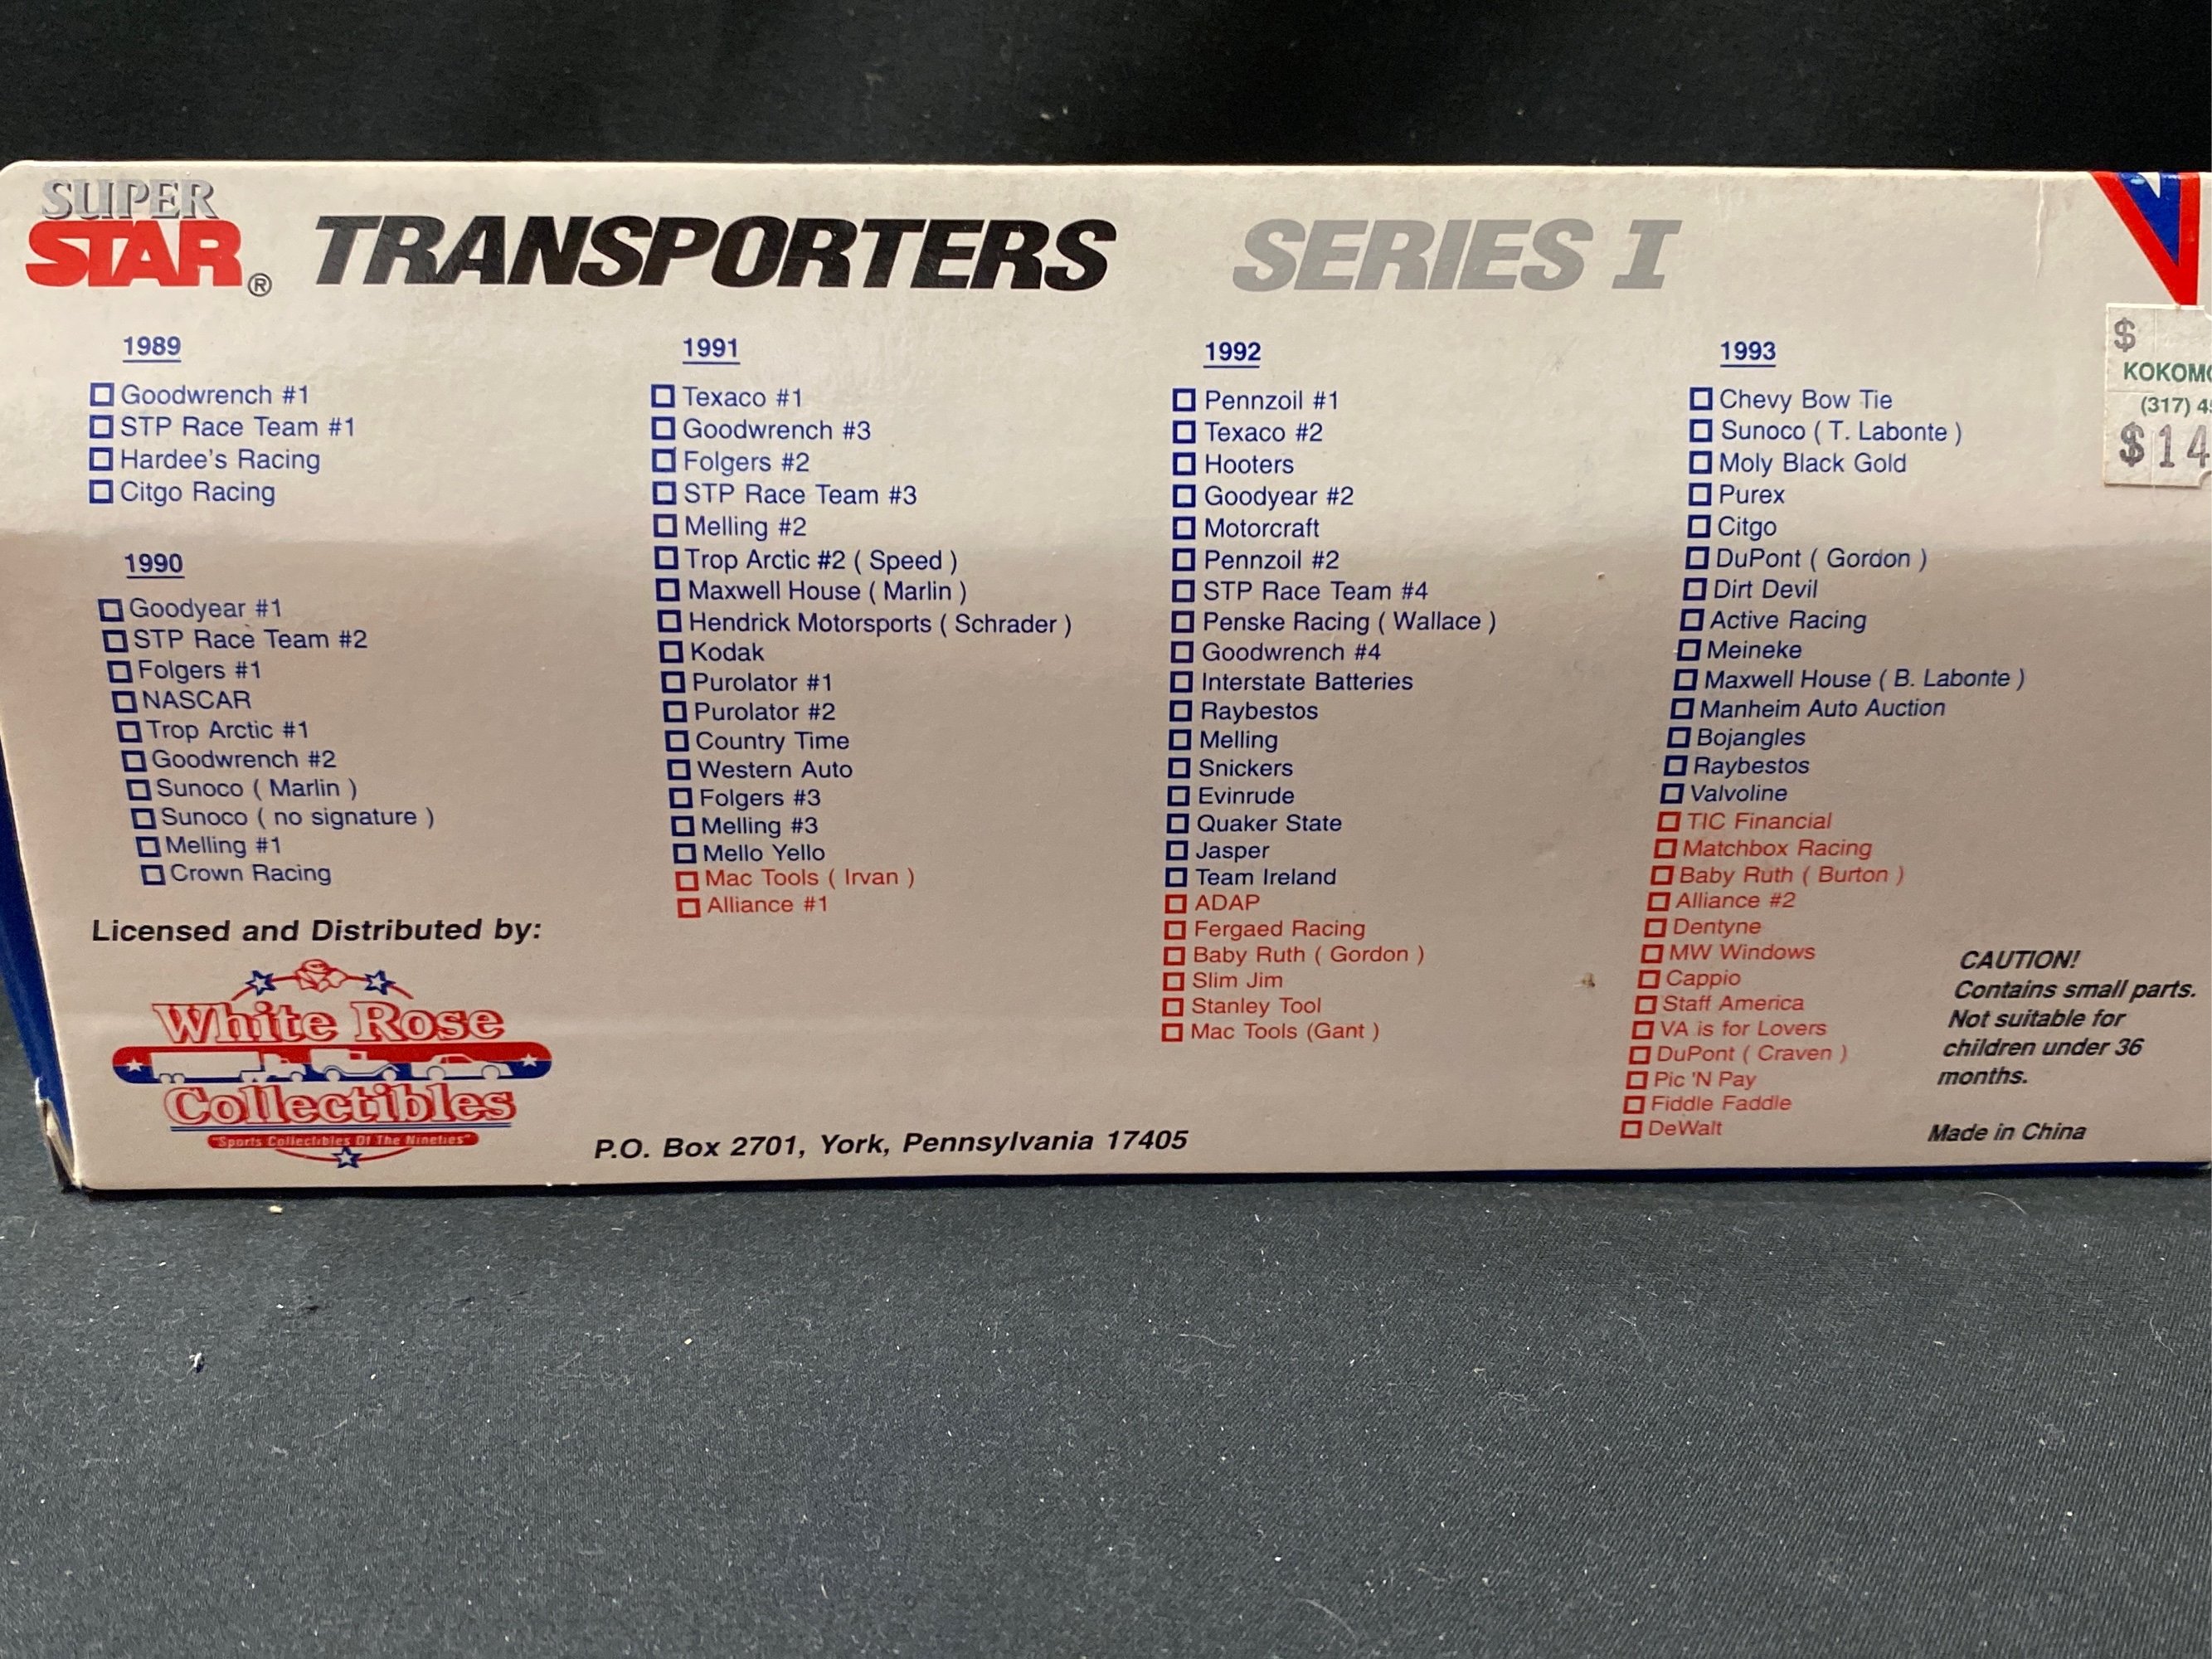 SUPER
STAR®
TRANSPORTERS SERIES I
1989
Goodwrench #1
STP Race Team #1
Hardee's Racing
Citgo Racing
1990
Goodyear #1
STP Race Team #2
Folgers #1
NASCAR
Trop Arctic #1
Goodwrench #2
Sunoco ( Marlin )
Sunoco ( no signature )
Melling #1
Crown Racing
Licensed and Distributed by:
White Rose
Collectibles
"Sports Collectibles Of The Nineties"
P.O. Box 2701, York, Pennsylvania 17405
1991
Texaco #1
Goodwrench #3
Folgers #2
STP Race Team #3
Melling #2
Trop Arctic #2 ( Speed )
Maxwell House ( Marlin )
Hendrick Motorsports ( Schrader )
Kodak
Purolator #1
Purolator #2
Country Time
Western Auto
Folgers #3
Melling #3
Mello Yello
Mac Tools ( Irvan )
Alliance #1
1992
Pennzoil #1
Texaco #2
Hooters
Goodyear #2
Motorcraft
Pennzoil #2
STP Race Team #4
Penske Racing ( Wallace )
Goodwrench #4
Interstate Batteries
Raybestos
Melling
Snickers
Evinrude
Quaker State
Jasper
Team Ireland
ADAP
Fergaed Racing
Baby Ruth ( Gordon )
Slim Jim
Stanley Tool
Mac Tools (Gant )
1993
Chevy Bow Tie
Sunoco ( T. Labonte )
Moly Black Gold
Purex
Citgo
DuPont ( Gordon )
Dirt Devil
Active Racing
Meineke
Maxwell House ( B. Labonte )
Manheim Auto Auction
Bojangles
Raybestos
Valvoline
TIC Financial
Matchbox Racing
Baby Ruth ( Burton )
Alliance #2
Dentyne
MW Windows
Cappio
Staff America
VA is for Lovers
DuPont ( Craven )
Pic 'N Pay
Fiddle Faddle
DeWalt
CAUTION!
Contains small parts.
Not suitable for
children under 36
months.
Made in China
$
KOKOMO
(317) 4
$14